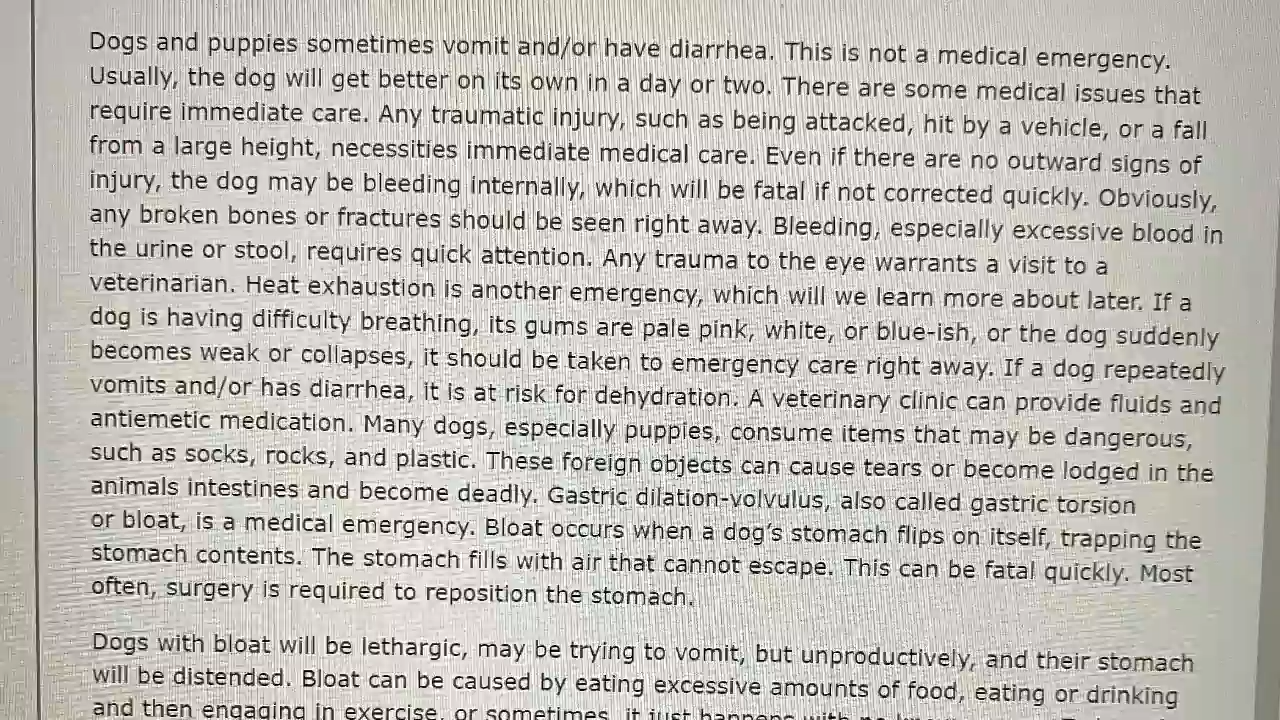 Dogs and puppies sometimes vomit and/or have diarrhea. This is not a medical emergency.
Usually, the dog will get better on its own in a day or two. There are some medical issues that
require immediate care. Any traumatic injury, such as being attacked, hit by a vehicle, or a fall
from a large height, necessities immediate medical care. Even if there are no outward signs of
injury, the dog may be bleeding internally, which will be fatal if not corrected quickly. Obviously,
any broken bones or fractures should be seen right away. Bleeding, especially excessive blood in
the urine or stool, requires quick attention. Any trauma to the eye warrants a visit to a
veterinarian. Heat exhaustion is another emergency, which will we learn more about later. If a
dog is having difficulty breathing, its gums are pale pink, white, or blue-ish, or the dog suddenly
becomes weak or collapses, it should be taken to emergency care right away. If a dog repeatedly
vomits and/or has diarrhea, it is at risk for dehydration. A veterinary clinic can provide fluids and
antiemetic medication. Many dogs, especially puppies, consume items that may be dangerous,
such as socks, rocks, and plastic. These foreign objects can cause tears or become lodged in the
animals intestines and become deadly. Gastric dilation-volvulus, also called gastric torsion
or bloat, is a medical emergency. Bloat occurs when a dog's stomach flips on itself, trapping the
stomach contents. The stomach fills with air that cannot escape. This can be fatal quickly. Most
often, surgery is required to reposition the stomach.
Dogs with bloat will be lethargic, may be trying to vomit, but unproductively, and their stomach
will be distended. Bloat can be caused by eating excessive amounts of food, eating or drinking
and then engaging in exercise, or sometimes, it just happens with no